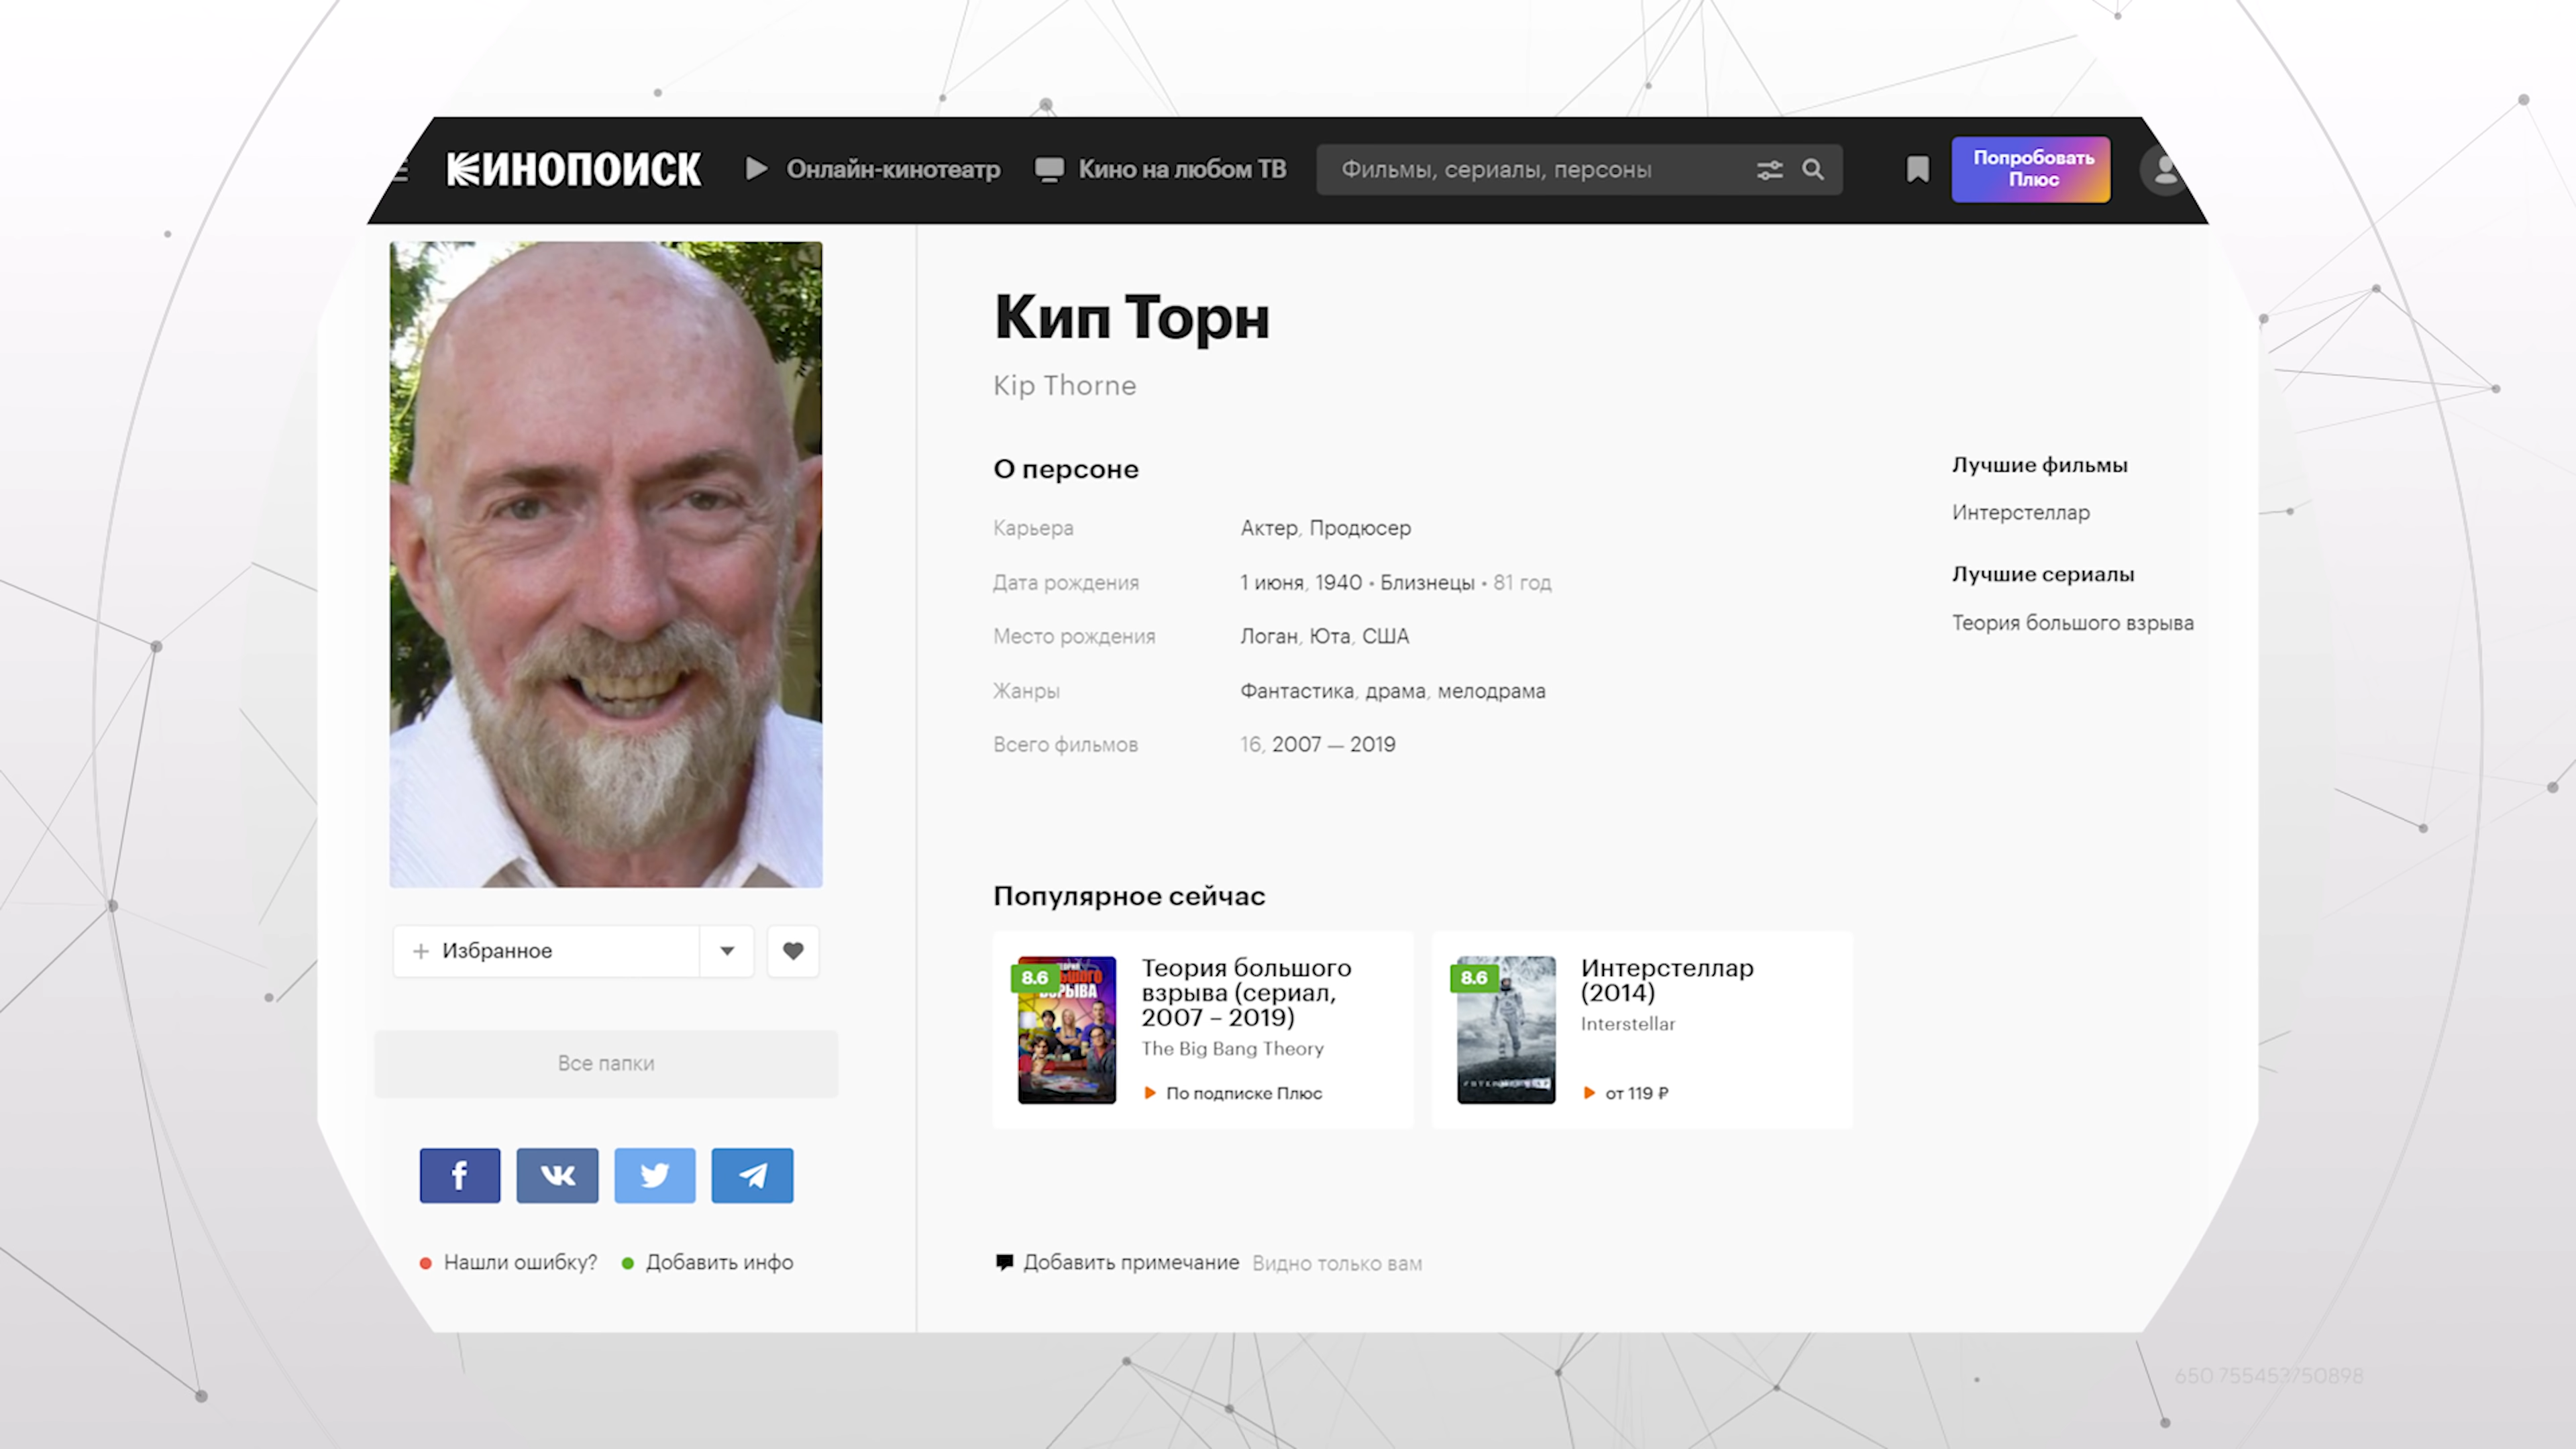 КИНОПОИСК
Онлайн-кинотеатр
Кино на любом ТВ
Фильмы, сериалы, персоны
Попробовать
Плюс
Кип Торн
Kip Thorne
О персоне
Карьера Актер, Продюсер
Дата рождения 1 июня, 1940 • Близнецы • 81 год
Место рождения Логан, Юта, США
Жанры Фантастика, драма, мелодрама
Всего фильмов 16, 2007 — 2019
Лучшие фильмы
Интерстеллар
Лучшие сериалы
Теория большого взрыва
Популярное сейчас
8.6
Теория большого
взрыва (сериал,
2007 – 2019)
The Big Bang Theory
По подписке Плюс
8.6
Интерстеллар
(2014)
Interstellar
от 119 ₽
+ Избранное
Все папки
Нашли ошибку?
Добавить инфо
Добавить примечание Видно только вам
650 755453750898